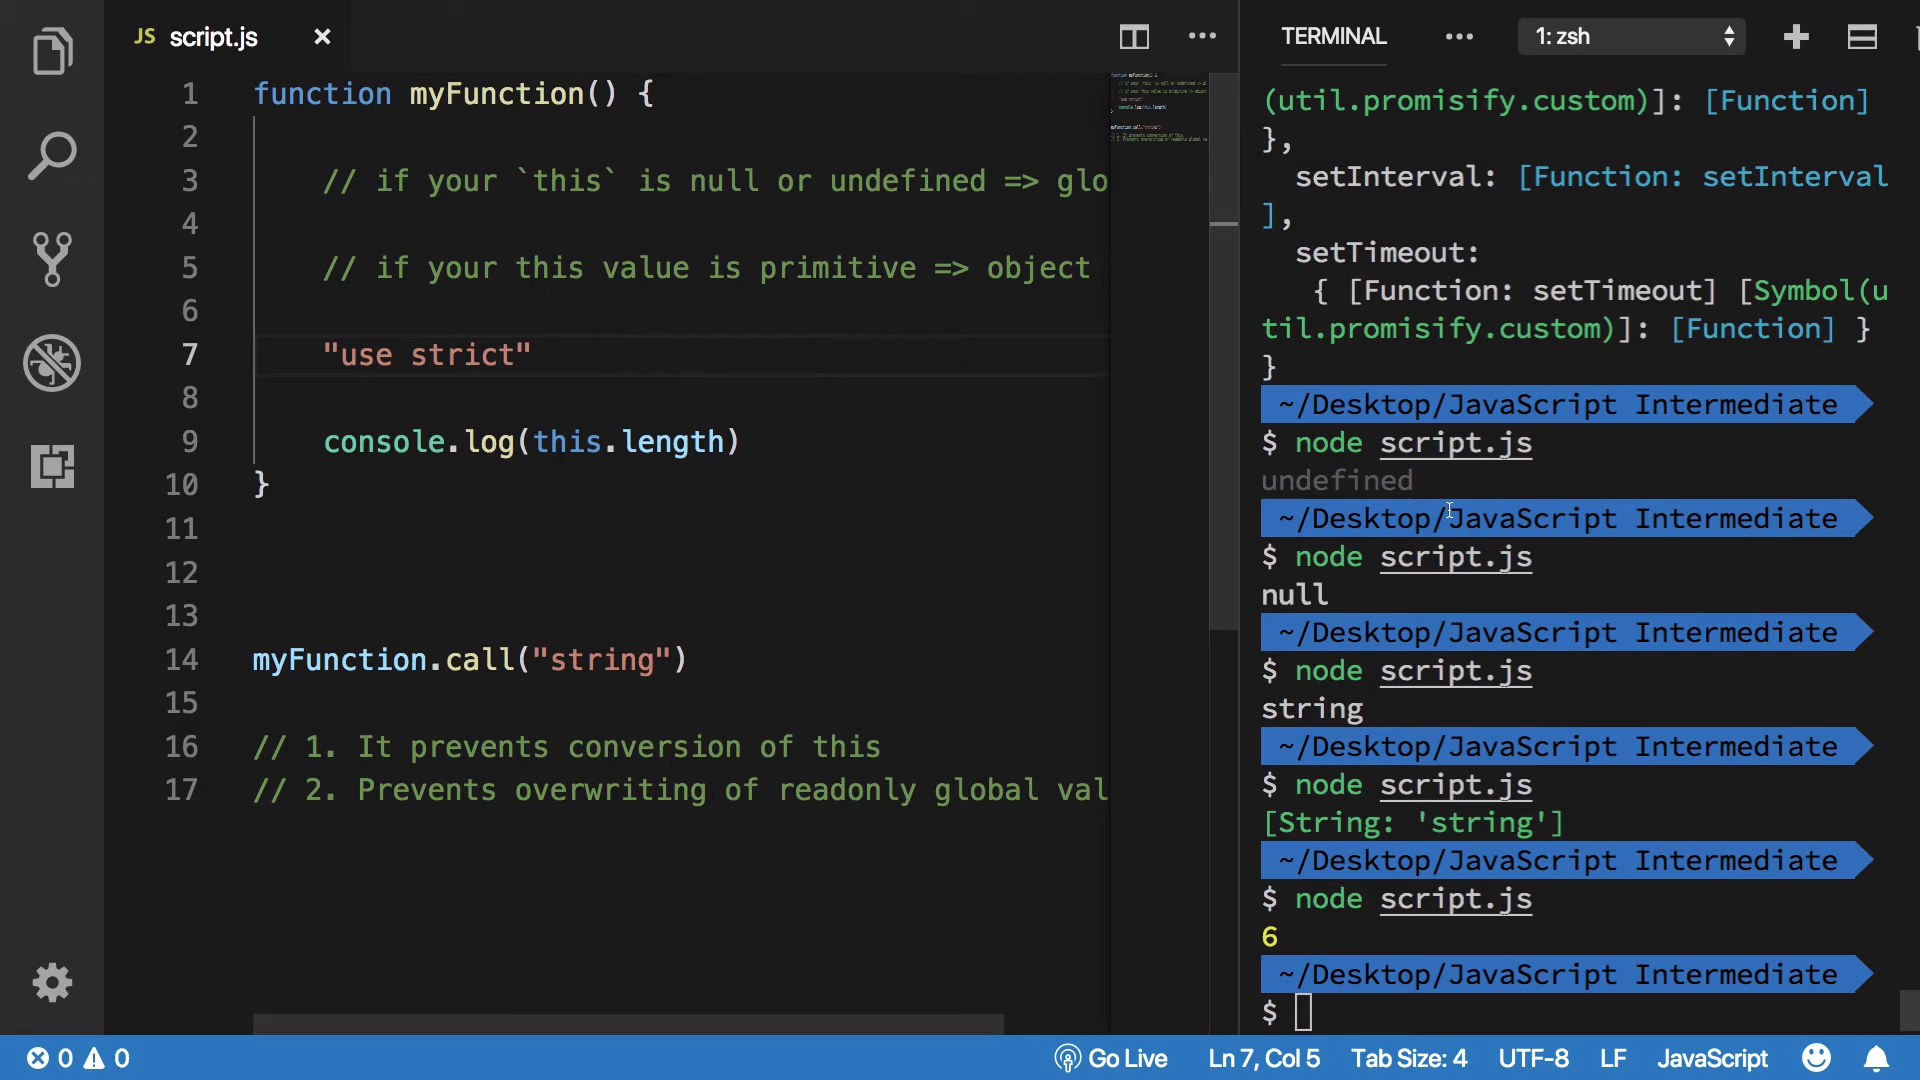 JS script.js
1 function myFunction() {
2
3 // if your `this` is null or undefined => glo
4
5 // if your this value is primitive => object
6
7 "use strict"
8
9 console.log(this.length)
10 }
11
12
13
14 myFunction.call("string")
15
16 // 1. It prevents conversion of this
17 // 2. Prevents overwriting of readonly global val
TERMINAL
1: zsh
(util.promisify.custom)]: [Function]
},
setInterval: [Function: setInterval
],
setTimeout:
{ [Function: setTimeout] [Symbol(u
til.promisify.custom)]: [Function] }
}
~/Desktop/JavaScript Intermediate
$ node script.js
undefined
~/Desktop/JavaScript Intermediate
$ node script.js
null
~/Desktop/JavaScript Intermediate
$ node script.js
string
~/Desktop/JavaScript Intermediate
$ node script.js
[String: 'string']
~/Desktop/JavaScript Intermediate
$ node script.js
6
~/Desktop/JavaScript Intermediate
$
0 0 Go Live Ln 7, Col 5 Tab Size: 4 UTF-8 LF JavaScript